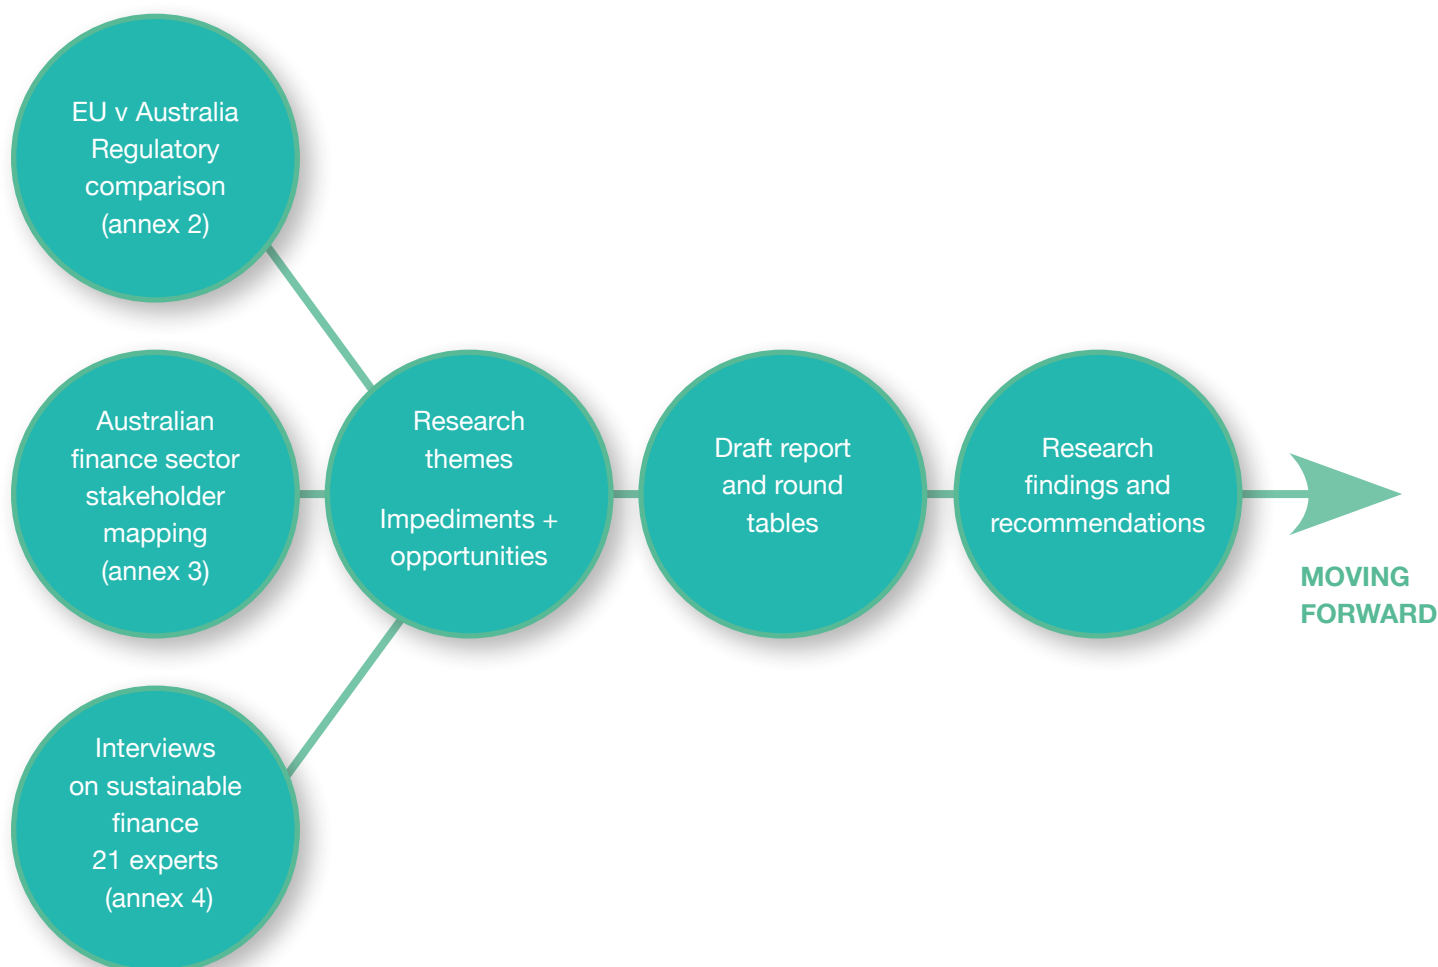 EU v Australia
Regulatory
comparison
(annex 2)
Australian
finance sector
stakeholder
mapping
(annex 3)
Interviews
on sustainable
finance
21 experts
(annex 4)
Research
themes
Impediments +
opportunities
Draft report
and round
tables
Research
findings and
recommendations
MOVING
FORWARD